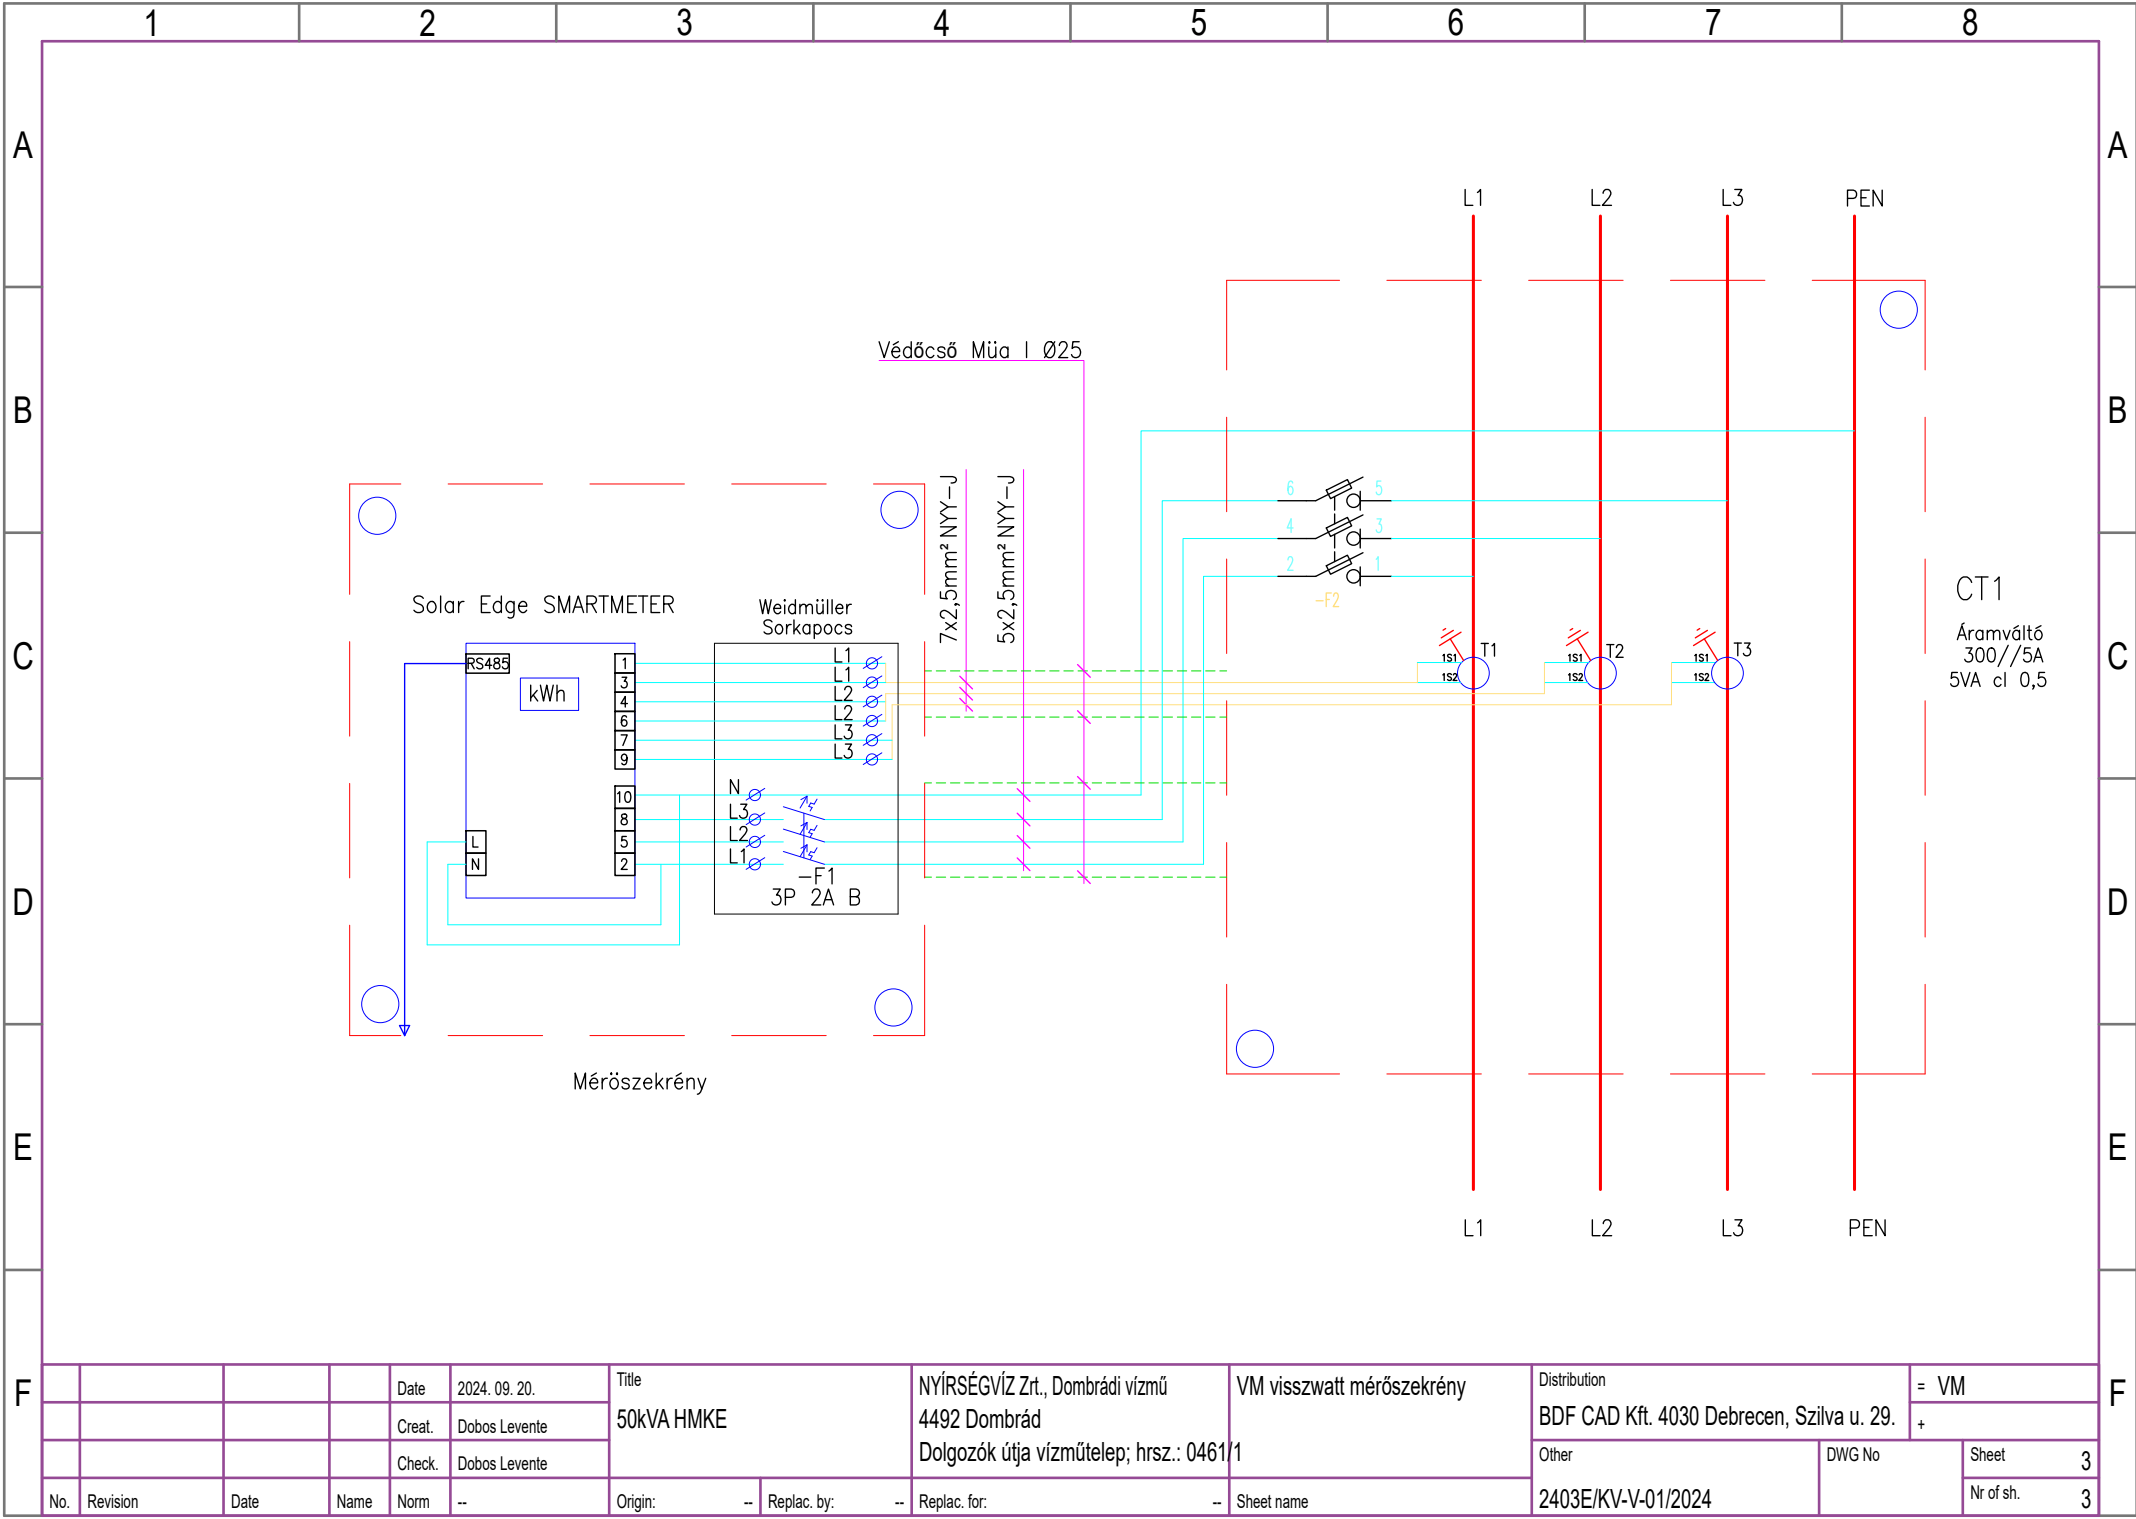 1 2 3 4 5 6 7 8
A A
L1 L2 L3 PEN
Védőcső Müa I Ø25
B B
7x2,5mm² NYY-J
5x2,5mm² NYY-J
6 5
4 3
2 1
-F2
Solar Edge SMARTMETER
Weidmüller
Sorkapocs
CT1
Áramváltó
300//5A
5VA cl 0,5
C C
RS485
kWh
1 L1
3 L1
4 L2
6 L2
7 L3
9 L3
T1 T2 T3
1S1 1S1 1S1
1S2 1S2 1S2
10 N
8 L3
L 5 L2
N 2 L1
-F1
3P 2A B
D D
Méröszekrény
E E
L1 L2 L3 PEN
F F
Date 2024. 09. 20.
Creat. Dobos Levente
Check. Dobos Levente
No. Revision Date Name Norm --
Title
50kVA HMKE
Origin: -- Replac. by: -- Replac. for: --
NYÍRSÉGVÍZ Zrt., Dombrádi vízmű
4492 Dombrád
Dolgozók útja vízműtelep; hrsz.: 0461/1
VM visszwatt mérőszekrény
Sheet name
Distribution
BDF CAD Kft. 4030 Debrecen, Szilva u. 29.
= VM
+
Other
2403E/KV-V-01/2024
DWG No
Sheet 3
Nr of sh. 3